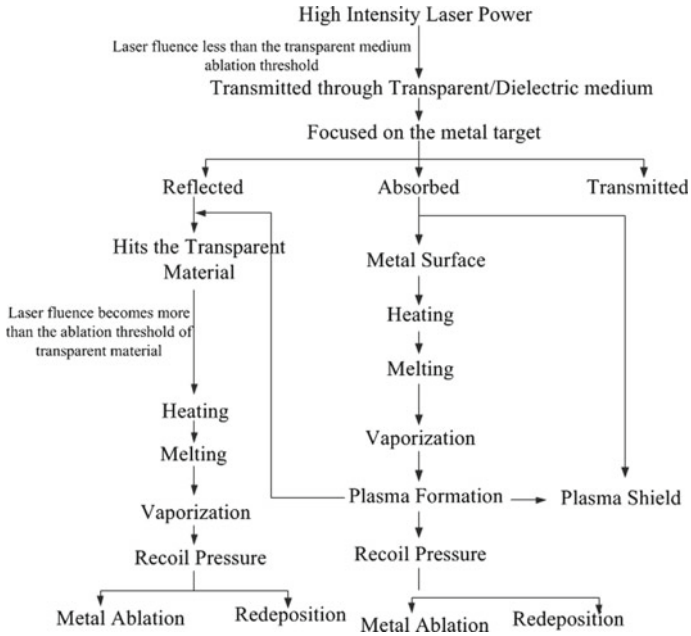 High Intensity Laser Power
Laser fluence less than the transparent medium
ablation threshold
Transmitted through Transparent/Dielectric medium
Focused on the metal target
Reflected
Absorbed
Transmitted
Hits the Transparent
Material
Metal Surface
Laser fluence becomes more
than the ablation threshold of
transparent material
Heating
Melting
Heating
Vaporization
Melting
Plasma Formation
Plasma Shield
Vaporization
Recoil Pressure
Recoil Pressure
Metal Ablation
Redeposition
Metal Ablation
Redeposition